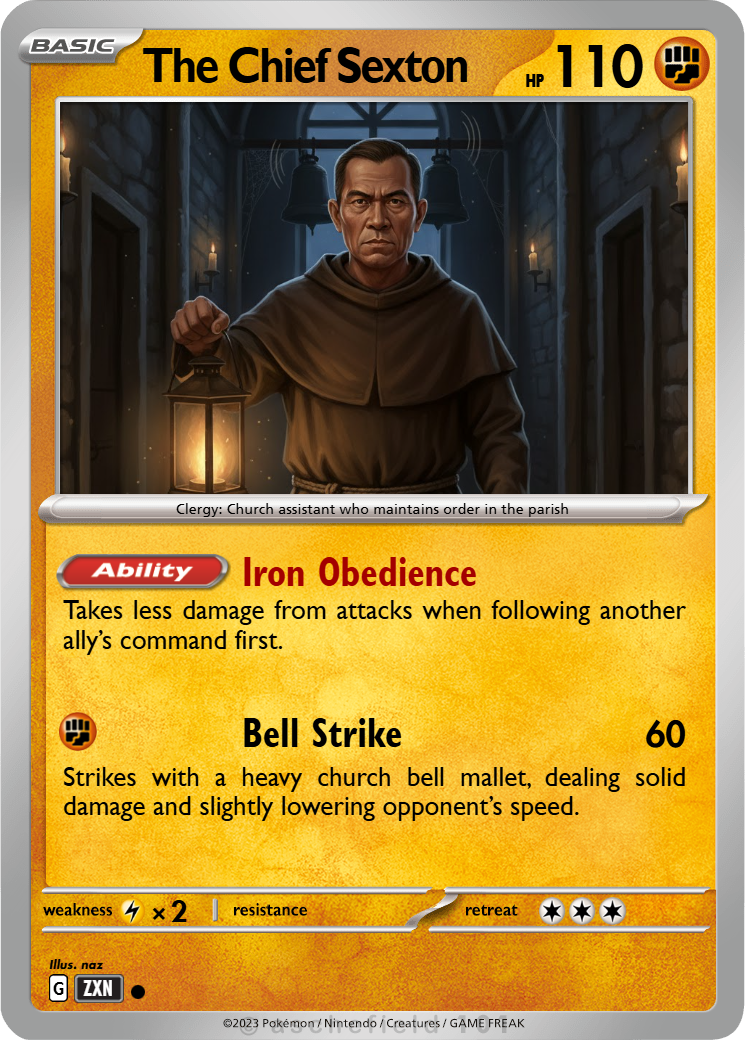 BASIC
The Chief Sexton
HP 110
Clergy: Church assistant who maintains order in the parish
Ability Iron Obedience
Takes less damage from attacks when following another
ally's command first.
Bell Strike 60
Strikes with a heavy church bell mallet, dealing solid
damage and slightly lowering opponent's speed.
weakness ×2 | resistance
retreat
Illus. naz
G ZXN
©2023 Pokémon / Nintendo / Creatures / GAME FREAK